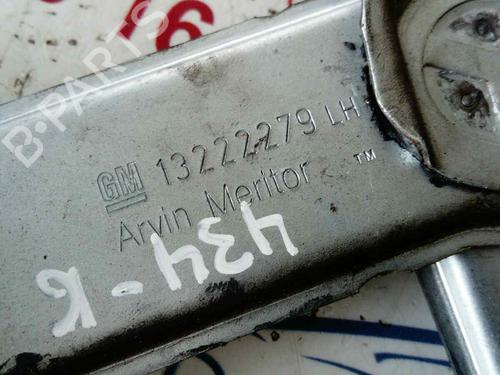 B-PARTS
GM 13222279 LH
Arvin Meritor ™
434-K